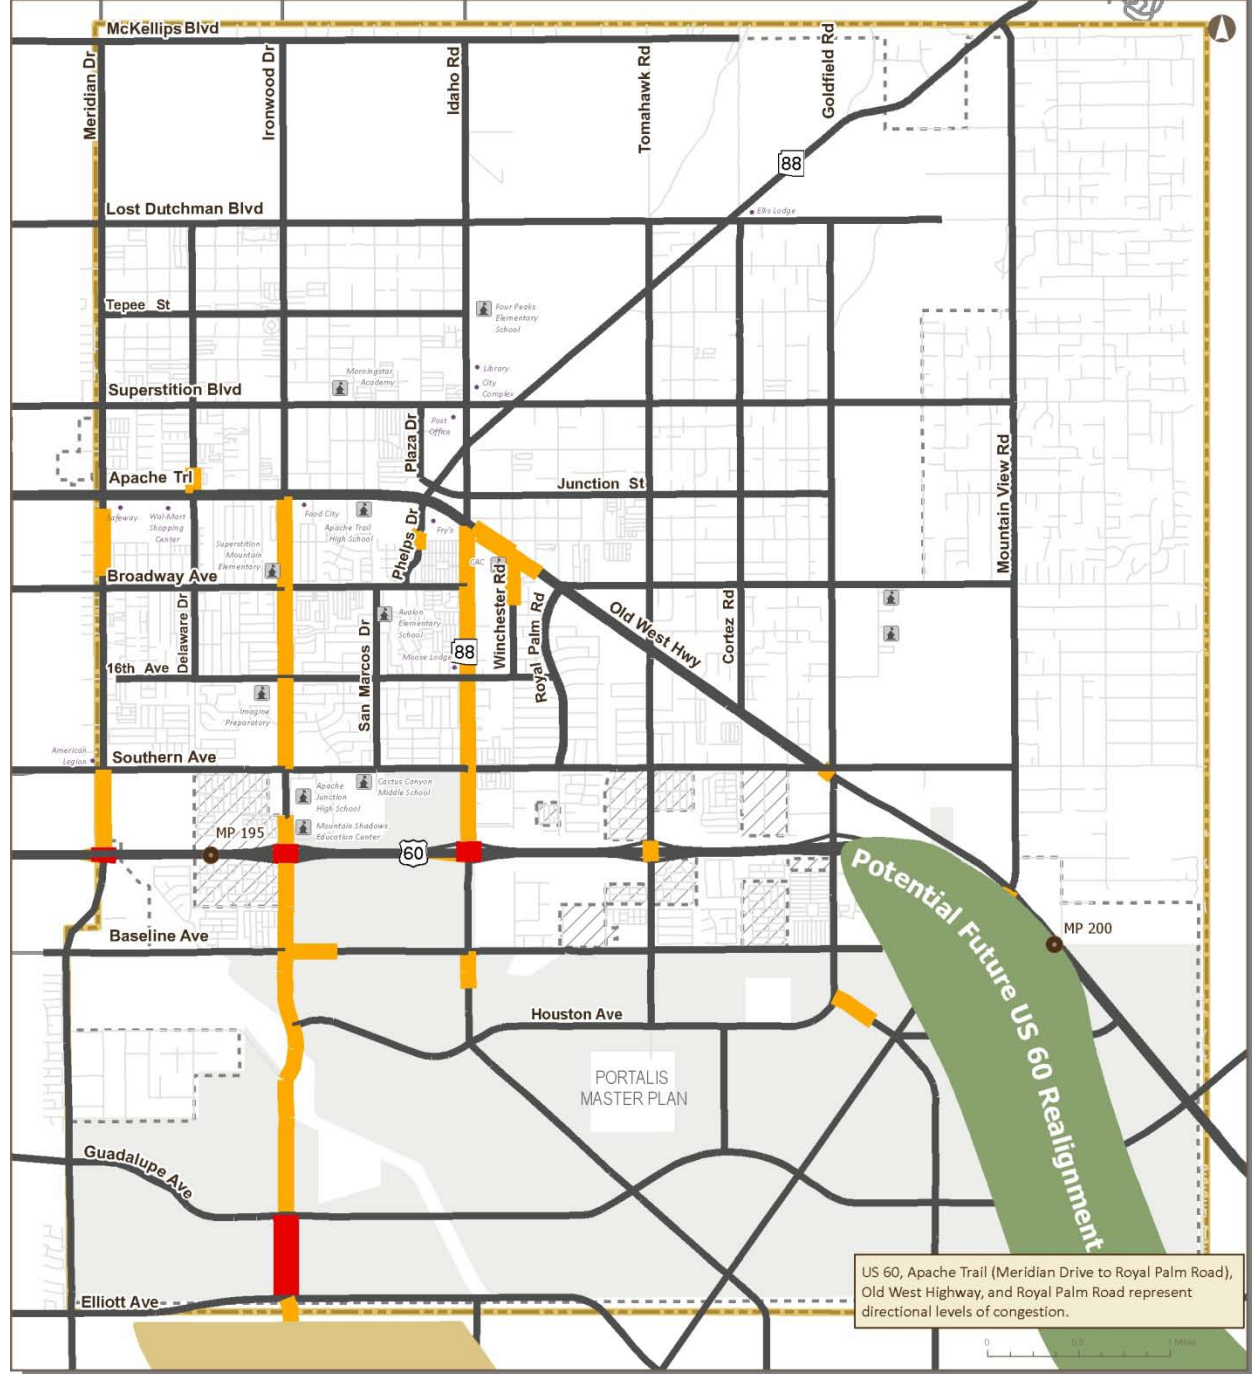 McKellips Blvd
Meridian Dr
Ironwood Dr
Idaho Rd
Tomahawk Rd
Goldfield Rd
88
Lost Dutchman Blvd
Elks Lodge
Tepee St
Four Peaks
Elementary
School
Library
City
Complex
Morningstar
Academy
Superstition Blvd
Post
Office
Plaza Dr
Mountain View Rd
Apache Trl
Junction St
Safeway
Wal-Mart
Shopping
Center
Food City
Apache Trail
High School
Phelps Dr
Fry's
Superstition
Mountain
Elementary
CAC
Broadway Ave
Winchester Rd
Royal Palm Rd
Old West Hwy
Cortez Rd
Delaware Dr
San Marcos Dr
Avalon
Elementary
School
Moose Lodge
88
16th Ave
Imagine
Preparatory
American
Legion
Southern Ave
Apache
Junction
High School
Cactus Canyon
Middle School
Mountain Shadows
Education Center
MP 195
60
Potential Future US 60 Realignment
MP 200
Baseline Ave
Houston Ave
PORTALIS
MASTER PLAN
Guadalupe Ave
Elliott Ave
US 60, Apache Trail (Meridian Drive to Royal Palm Road),
Old West Highway, and Royal Palm Road represent
directional levels of congestion.
0 0.5 1 Miles